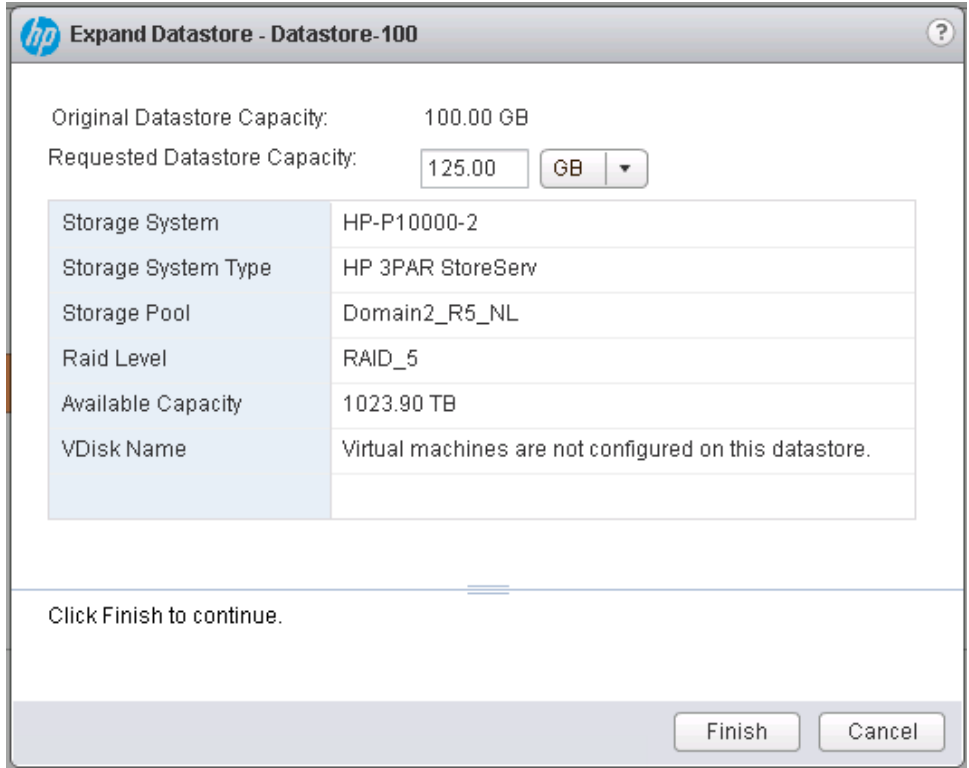 hp Expand Datastore - Datastore-100 ?
Original Datastore Capacity: 100.00 GB
Requested Datastore Capacity: 125.00 GB
Storage System HP-P10000-2
Storage System Type HP 3PAR StoreServ
Storage Pool Domain2_R5_NL
Raid Level RAID_5
Available Capacity 1023.90 TB
VDisk Name Virtual machines are not configured on this datastore.
Click Finish to continue.
Finish Cancel